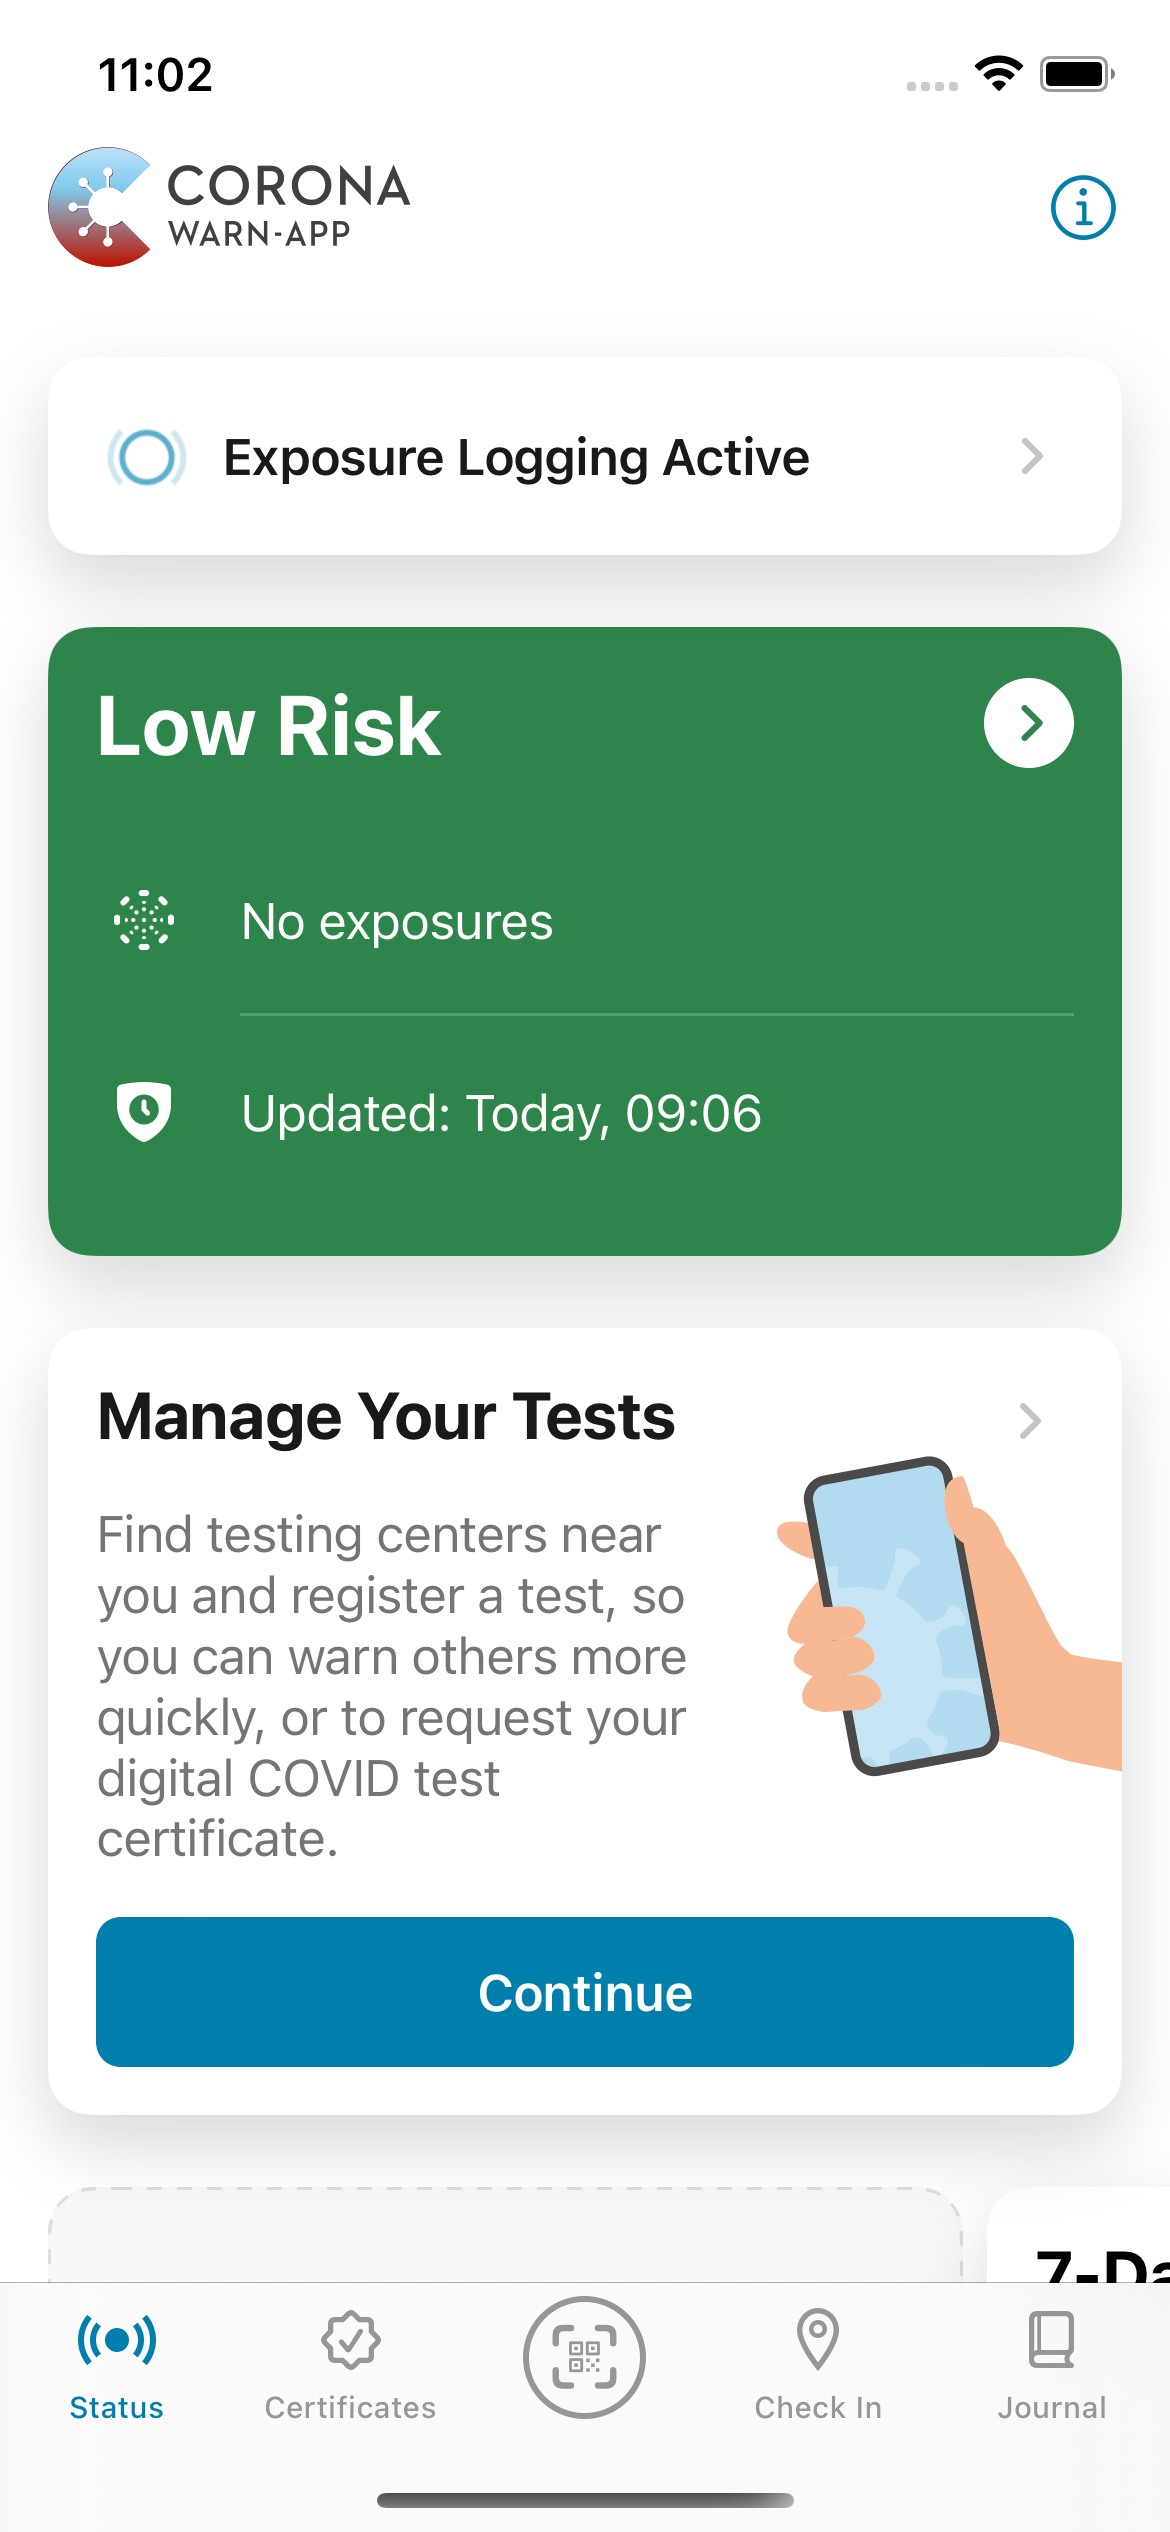 11:02
CORONA
WARN-APP
Exposure Logging Active
Low Risk
No exposures
Updated: Today, 09:06
Manage Your Tests
Find testing centers near
you and register a test, so
you can warn others more
quickly, or to request your
digital COVID test
certificate.
Continue
7-Da
Status
Certificates
Check In
Journal